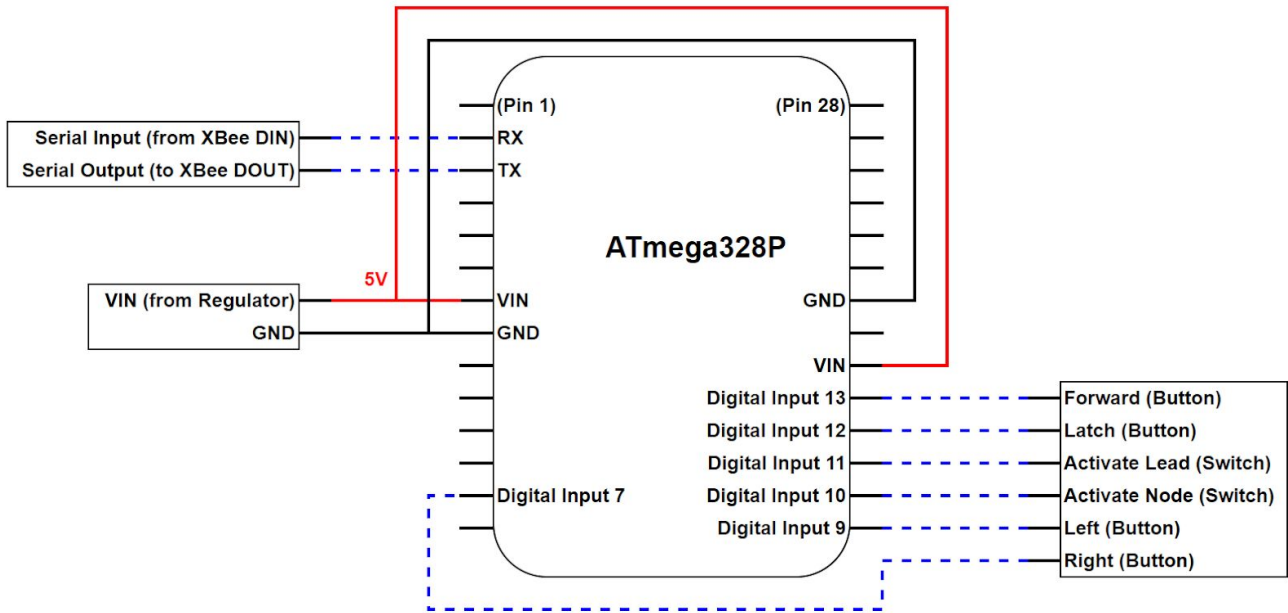 (Pin 1)
(Pin 28)
Serial Input (from XBee DIN)
RX
Serial Output (to XBee DOUT)
TX
ATmega328P
5V
VIN (from Regulator)
VIN
GND
GND
GND
VIN
Digital Input 13
Forward (Button)
Digital Input 12
Latch (Button)
Digital Input 11
Activate Lead (Switch)
Digital Input 7
Digital Input 10
Activate Node (Switch)
Digital Input 9
Left (Button)
Right (Button)